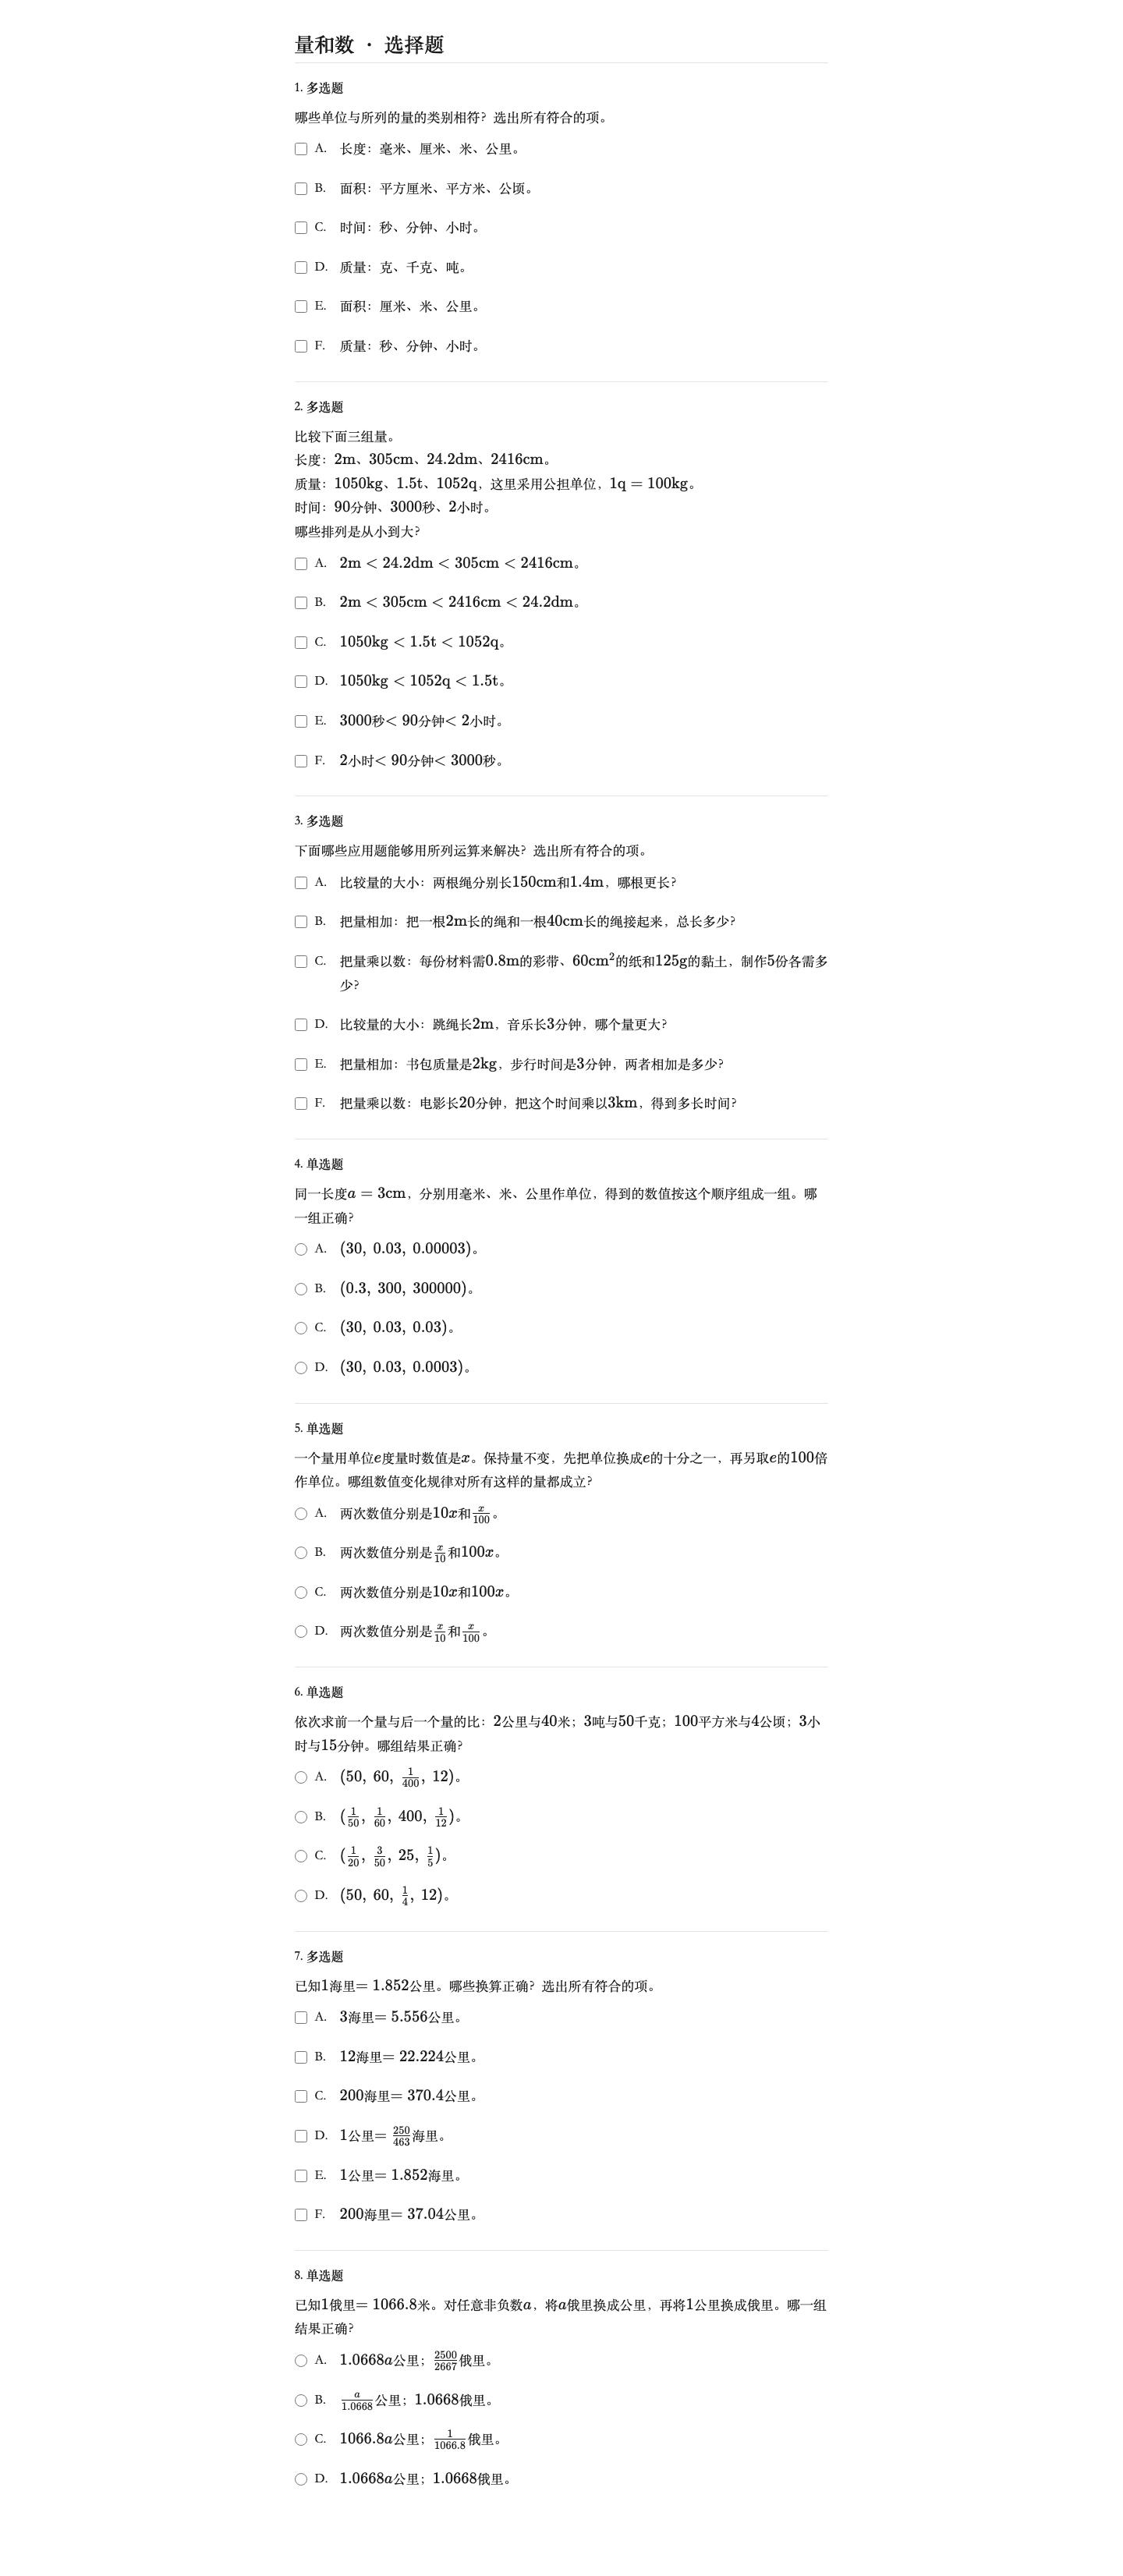 量和数 · 选择题
1. 多选题
哪些单位与所列的量的类别相符？选出所有符合的项。
A. 长度：毫米、厘米、米、公里。
B. 面积：平方厘米、平方米、公顷。
C. 时间：秒、分钟、小时。
D. 质量：克、千克、吨。
E. 面积：厘米、米、公里。
F. 质量：秒、分钟、小时。
2. 多选题
比较下面三组量。
长度：2m、305cm、24.2dm、2416cm。
质量：1050kg、1.5t、1052q，这里采用公担单位，1q = 100kg。
时间：90分钟、3000秒、2小时。
哪些排列是从小到大？
A. 2m < 24.2dm < 305cm < 2416cm。
B. 2m < 305cm < 2416cm < 24.2dm。
C. 1050kg < 1.5t < 1052q。
D. 1050kg < 1052q < 1.5t。
E. 3000秒< 90分钟< 2小时。
F. 2小时< 90分钟< 3000秒。
3. 多选题
下面哪些应用题能够用所列运算来解决？选出所有符合的项。
A. 比较量的大小：两根绳分别长150cm和1.4m，哪根更长？
B. 把量相加：把一根2m长的绳和一根40cm长的绳接起来，总长多少？
C. 把量乘以数：每份材料需0.8m的彩带、60cm²的纸和125g的黏土，制作5份各需多
少？
D. 比较量的大小：跳绳长2m，音乐长3分钟，哪个量更大？
E. 把量相加：书包质量是2kg，步行时间是3分钟，两者相加是多少？
F. 把量乘以数：电影长20分钟，把这个时间乘以3km，得到多长时间？
4. 单选题
同一长度a = 3cm，分别用毫米、米、公里作单位，得到的数值按这个顺序组成一组。哪
一组正确？
A. (30, 0.03, 0.00003)。
B. (0.3, 300, 300000)。
C. (30, 0.03, 0.03)。
D. (30, 0.03, 0.0003)。
5. 单选题
一个量用单位e度量时数值是x。保持量不变，先把单位换成e的十分之一，再另取e的100倍
作单位。哪组数值变化规律对所有这样的量都成立？
A. 两次数值分别是10x和x/100。
B. 两次数值分别是x/10和100x。
C. 两次数值分别是10x和100x。
D. 两次数值分别是x/10和x/100。
6. 单选题
依次求前一个量与后一个量的比：2公里与40米；3吨与50千克；100平方米与4公顷；3小
时与15分钟。哪组结果正确？
A. (50, 60, 1/400, 12)。
B. (1/50, 1/60, 400, 1/12)。
C. (1/20, 3/50, 25, 1/5)。
D. (50, 60, 1/4, 12)。
7. 多选题
已知1海里= 1.852公里。哪些换算正确？选出所有符合的项。
A. 3海里= 5.556公里。
B. 12海里= 22.224公里。
C. 200海里= 370.4公里。
D. 1公里= 250/463海里。
E. 1公里= 1.852海里。
F. 200海里= 37.04公里。
8. 单选题
已知1俄里= 1066.8米。对任意非负数a，将a俄里换成公里，再将1公里换成俄里。哪一组
结果正确？
A. 1.0668a公里；2500/2667俄里。
B. a/1.0668公里；1.0668俄里。
C. 1066.8a公里；1/1066.8俄里。
D. 1.0668a公里；1.0668俄里。